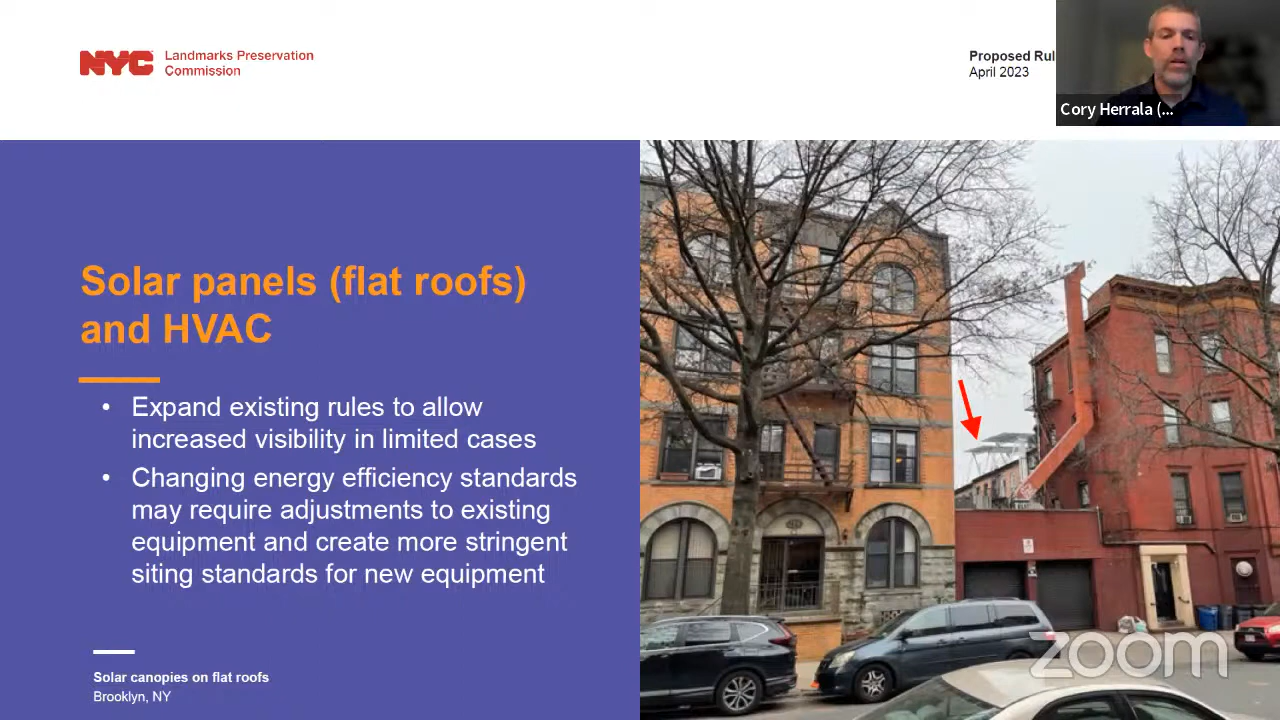 NYC
Landmarks Preservation
Commission
Proposed Rul
April 2023
Cory Herrala (...
Solar panels (flat roofs)
and HVAC
• Expand existing rules to allow
increased visibility in limited cases
• Changing energy efficiency standards
may require adjustments to existing
equipment and create more stringent
siting standards for new equipment
Solar canopies on flat roofs
Brooklyn, NY
zoom